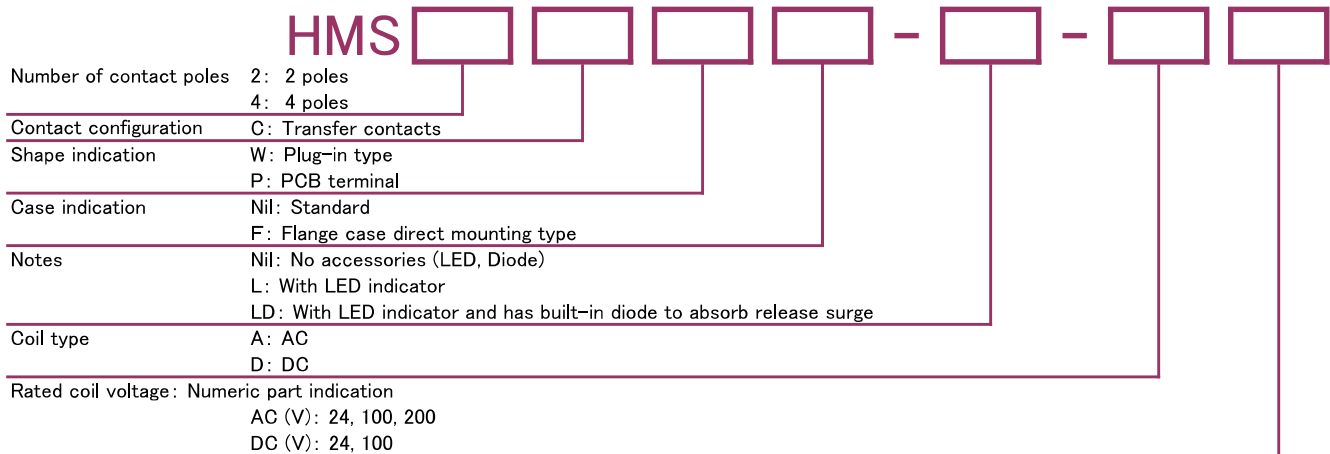 HMS - -
Number of contact poles 2: 2 poles
4: 4 poles
Contact configuration C: Transfer contacts
Shape indication W: Plug-in type
P: PCB terminal
Case indication Nil: Standard
F: Flange case direct mounting type
Notes Nil: No accessories (LED, Diode)
L: With LED indicator
LD: With LED indicator and has built-in diode to absorb release surge
Coil type A: AC
D: DC
Rated coil voltage: Numeric part indication
AC (V): 24, 100, 200
DC (V): 24, 100